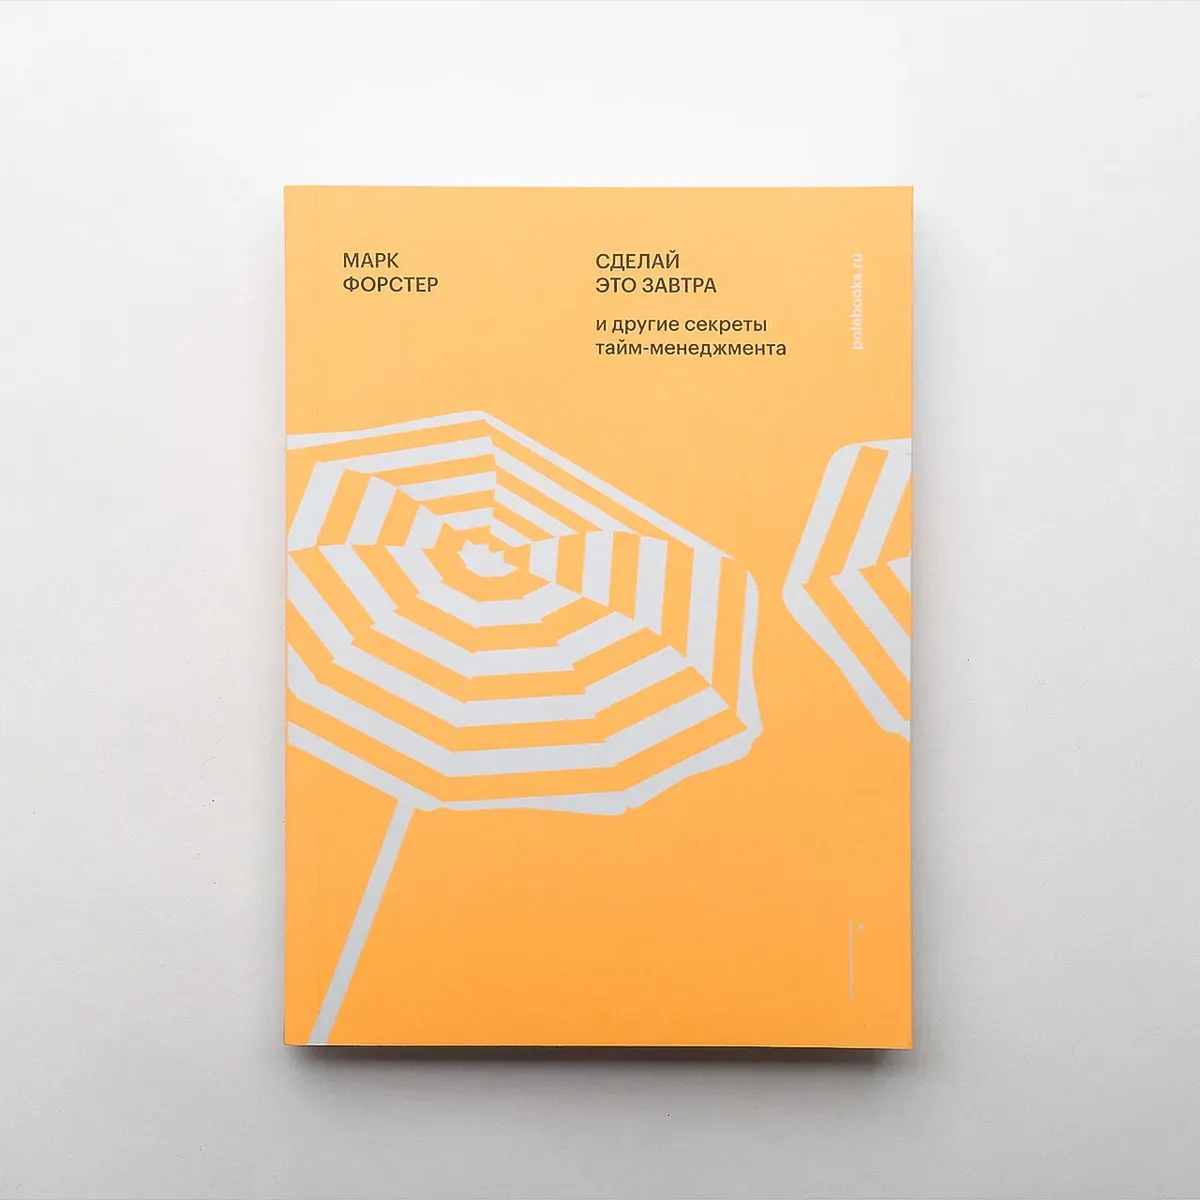 МАРК
ФОРСТЕР
СДЕЛАЙ
ЭТО ЗАВТРА
и другие секреты
тайм-менеджмента
polebooks.ru